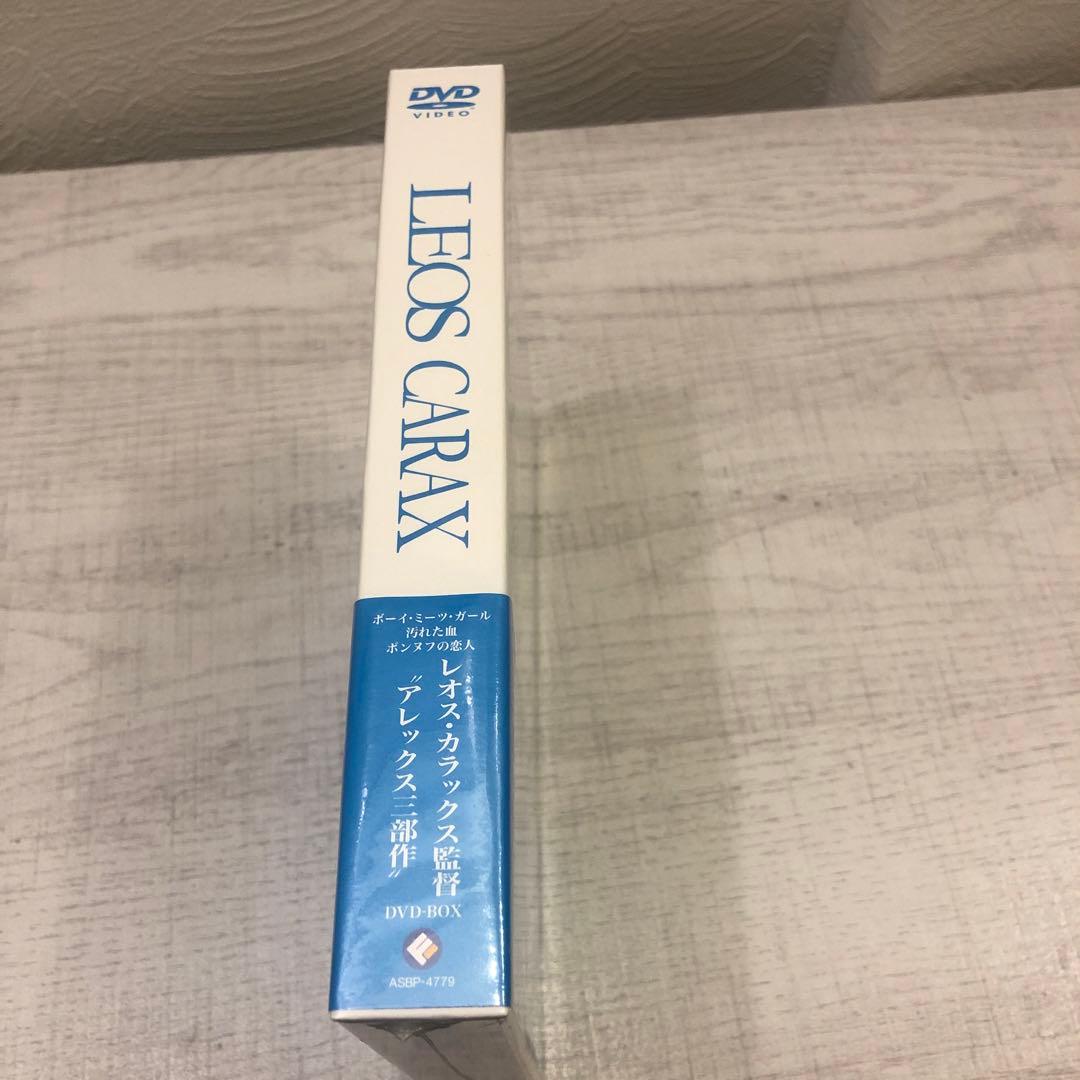 DVD
VIDEO
LEOS CARAX
ボーイ・ミーツ・ガール
汚れた血
ポンヌフの恋人
レオス・カラックス監督
〝アレックス三部作〟
DVD-BOX
ASBP-4779